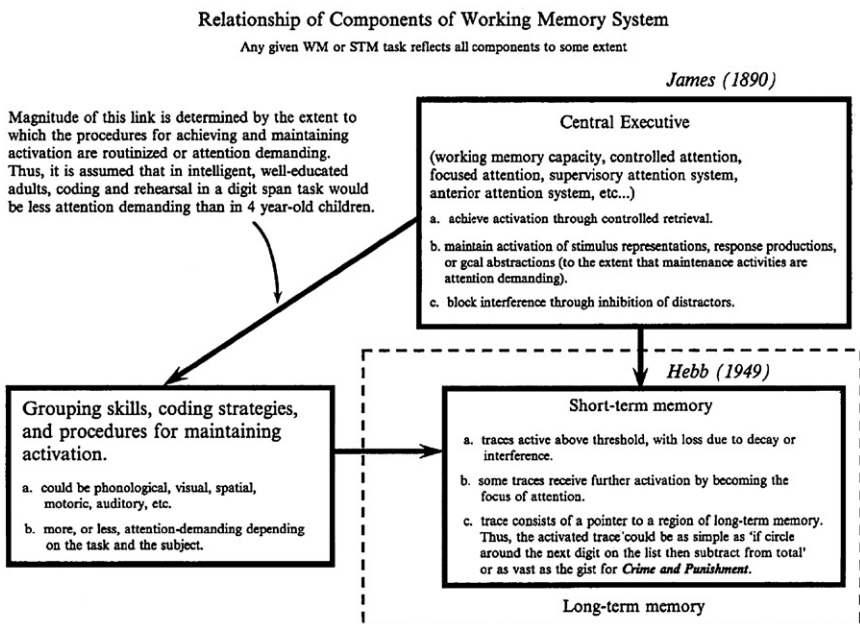 Relationship of Components of Working Memory System
Any given WM or STM task reflects all components to some extent
James (1890)
Magnitude of this link is determined by the extent to
which the procedures for achieving and maintaining
activation are routinized or attention demanding.
Thus, it is assumed that in intelligent, well-educated
adults, coding and rehearsal in a digit span task would
be less attention demanding than in 4 year-old children.
Central Executive
(working memory capacity, controlled attention,
focused attention, supervisory attention system,
anterior attention system, etc...)
a. achieve activation through controlled retrieval.
b. maintain activation of stimulus representations, response productions,
or goal abstractions (to the extent that maintenance activities are
attention demanding).
c. block interference through inhibition of distractors.
Grouping skills, coding strategies,
and procedures for maintaining
activation.
a. could be phonological, visual, spatial,
motoric, auditory, etc.
b. more, or less, attention-demanding depending
on the task and the subject.
Hebb (1949)
Short-term memory
a. traces active above threshold, with loss due to decay or
interference.
b. some traces receive further activation by becoming the
focus of attention.
c. trace consists of a pointer to a region of long-term memory.
Thus, the activated trace could be as simple as 'if circle
around the next digit on the list then subtract from total'
or as vast as the gist for Crime and Punishment.
Long-term memory